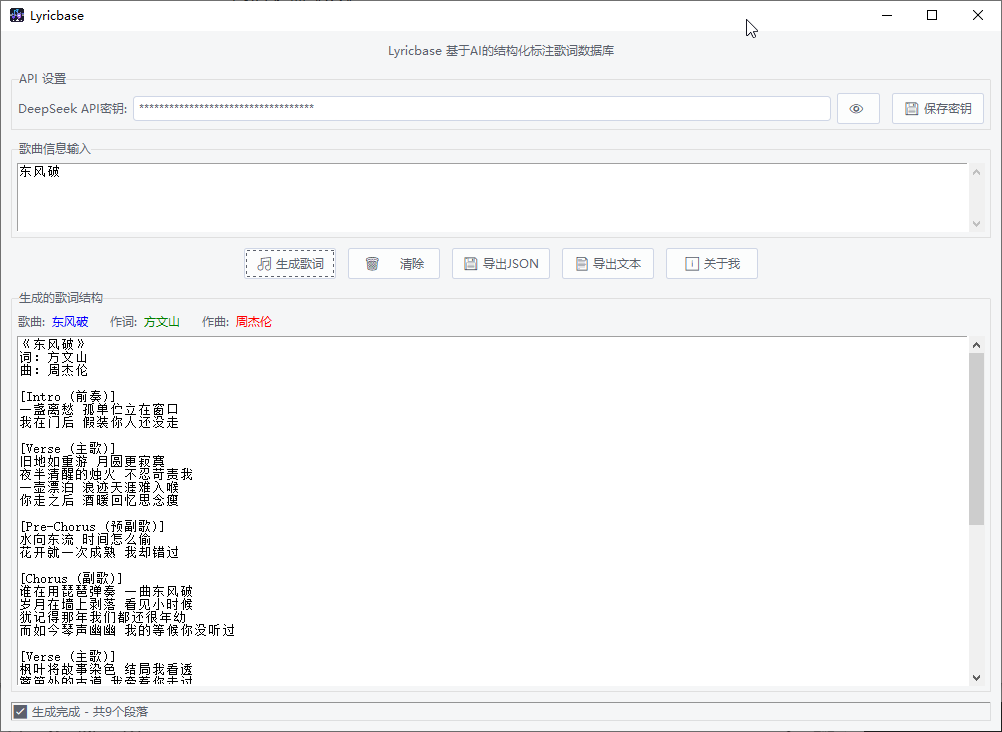 Lyricbase
Lyricbase 基于AI的结构化标注歌词数据库
API 设置
DeepSeek API密钥: ***********************************
保存密钥
歌曲信息输入
东风破
生成歌词 清除 导出JSON 导出文本 关于我
生成的歌词结构
歌曲: 东风破 作词: 方文山 作曲: 周杰伦
《东风破》
词: 方文山
曲: 周杰伦
[Intro (前奏)]
一盏离愁 孤单伫立在窗口
我在门后 假装你人还没走
[Verse (主歌)]
旧地如重游 月圆更寂寞
夜半清醒的烛火 不忍苛责我
一壶漂泊 浪迹天涯难入喉
你走之后 酒暖回忆思念瘦
[Pre-Chorus (预副歌)]
水向东流 时间怎么偷
花开就一次成熟 我却错过
[Chorus (副歌)]
谁在用琵琶弹奏 一曲东风破
岁月在墙上剥落 看见小时候
犹记得那年我们都还很年幼
而如今琴声幽幽 我的等候你没听过
[Verse (主歌)]
枫叶将故事染色 结局我看透
篱笆外的古道 我牵着你走过
生成完成 - 共9个段落